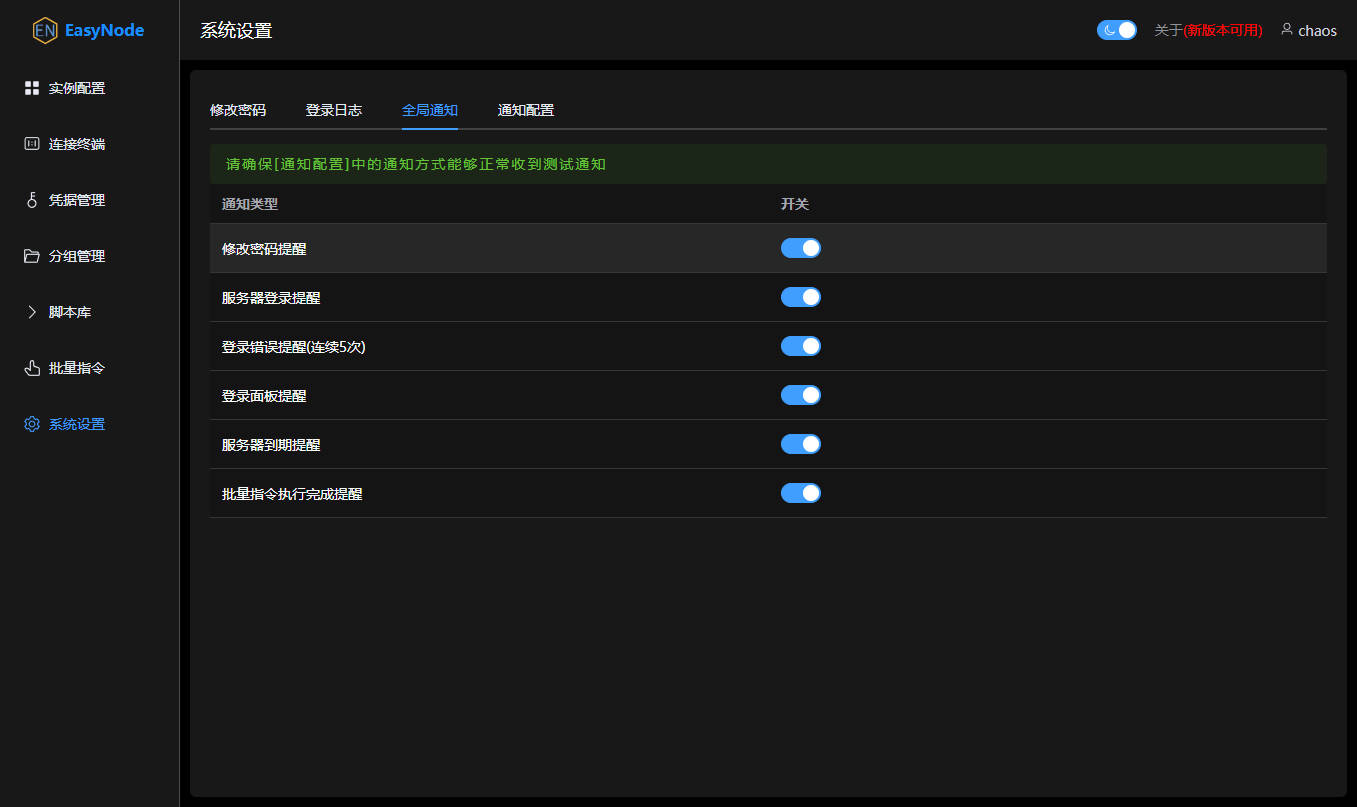 EN EasyNode
系统设置
关于(新版本可用)
chaos
实例配置
连接终端
凭据管理
分组管理
脚本库
批量指令
系统设置
修改密码 登录日志 全局通知 通知配置
请确保[通知配置]中的通知方式能够正常收到测试通知
通知类型 开关
修改密码提醒
服务器登录提醒
登录错误提醒(连续5次)
登录面板提醒
服务器到期提醒
批量指令执行完成提醒